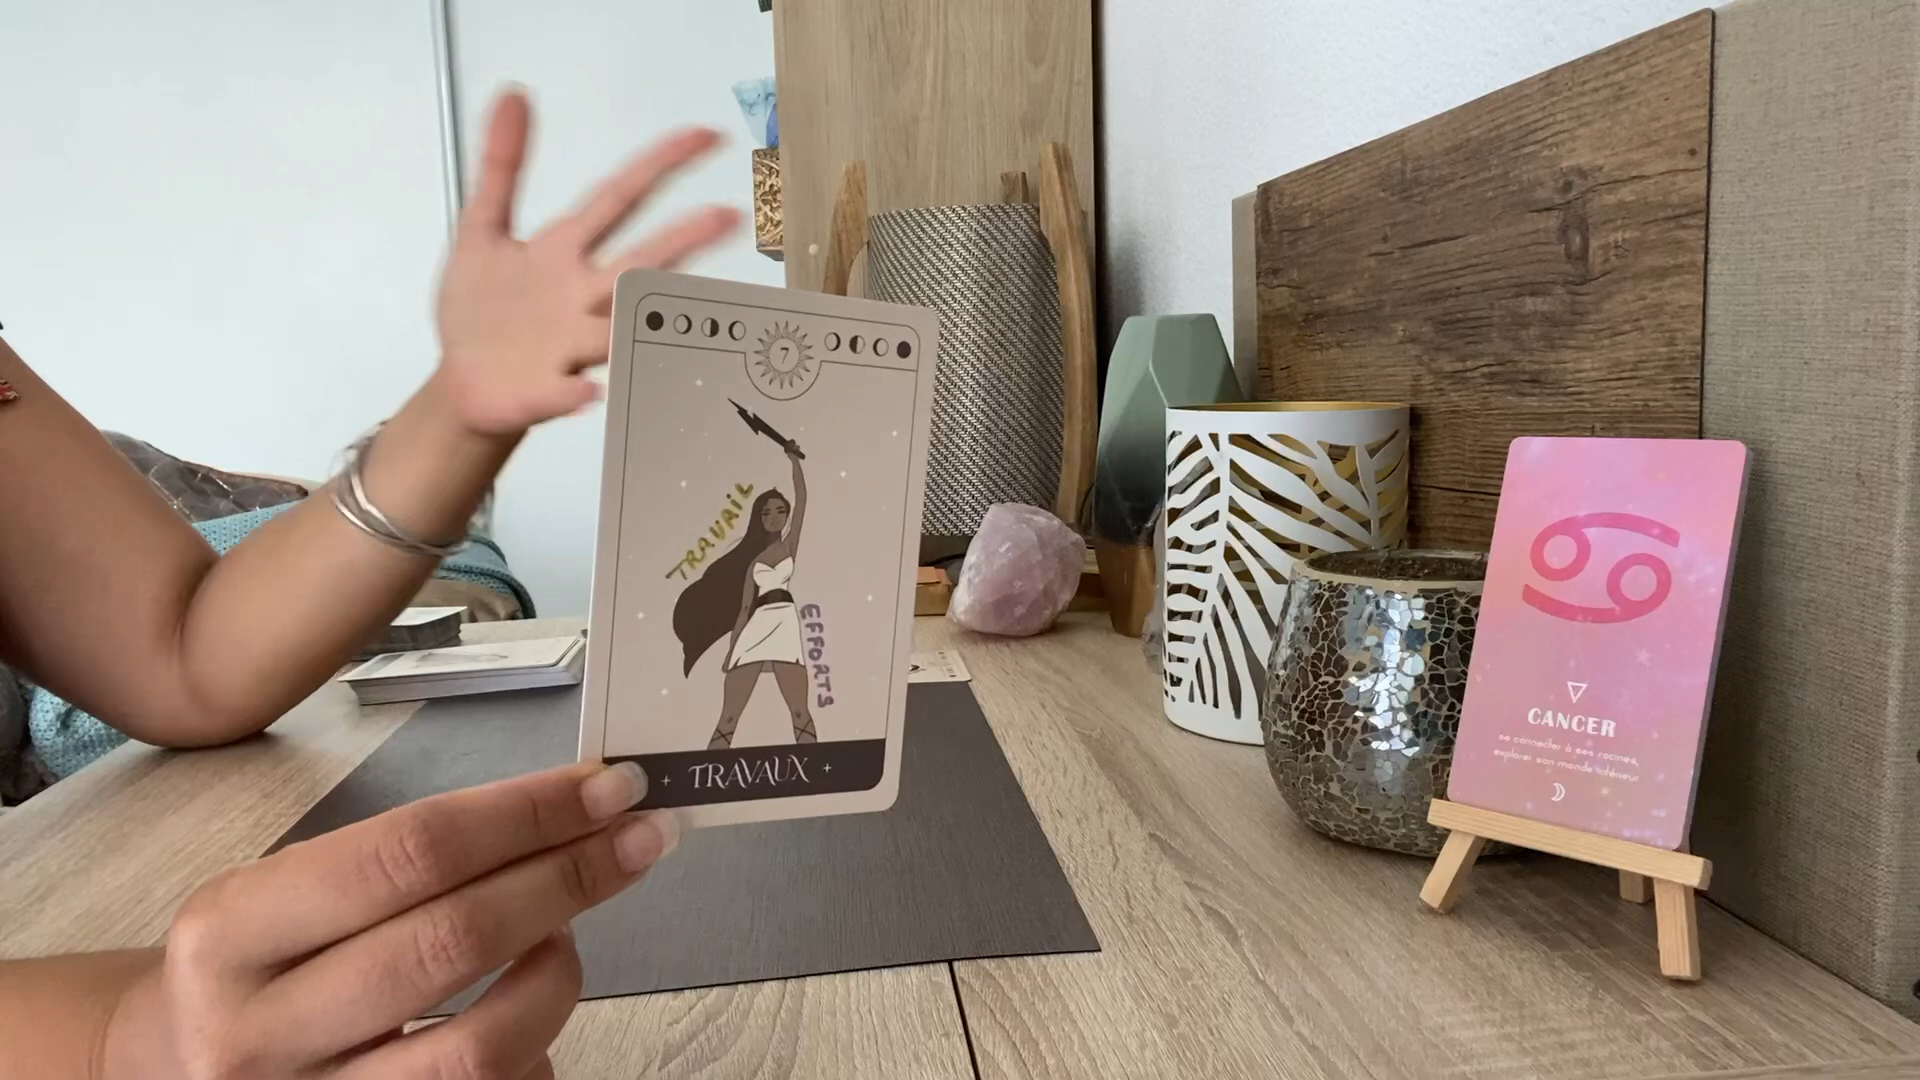 7
TRAVAIL
EFFORTS
+ TRAVAUX +
CANCER
se connecter à ses racines,
explorer son monde intérieur